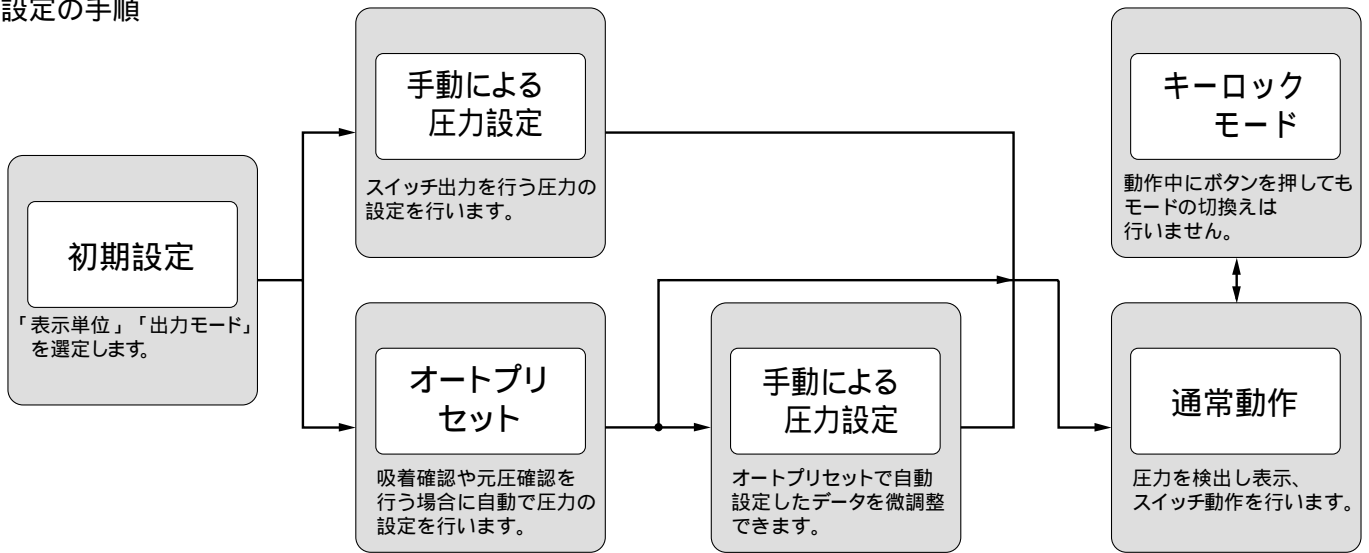 設定の手順
手動による
圧力設定
スイッチ出力を行う圧力の
設定を行います。
キーロック
モード
動作中にボタンを押しても
モードの切換えは
行いません。
初期設定
「表示単位」「出力モード」
を選定します。
オートプリ
セット
吸着確認や元圧確認を
行う場合に自動で圧力の
設定を行います。
手動による
圧力設定
オートプリセットで自動
設定したデータを微調整
できます。
通常動作
圧力を検出し表示、
スイッチ動作を行います。